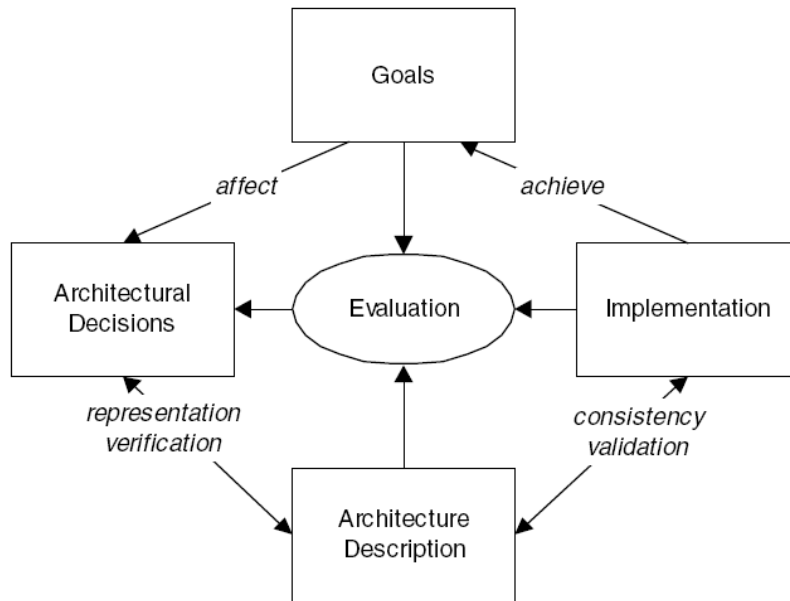 Goals
affect
achieve
Architectural
Decisions
Evaluation
Implementation
representation
verification
consistency
validation
Architecture
Description